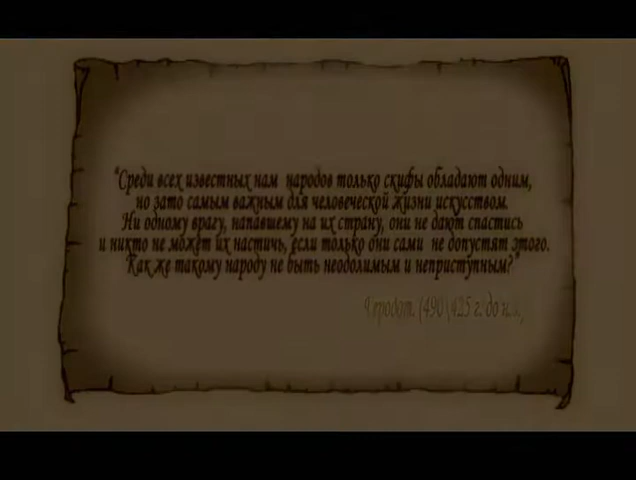 "Среди всех известных нам народов только скифы обладают одним,
но зато самым важным для человеческой жизни искусством.
Ни одному врагу, напавшему на их страну, они не дают спастись
и никто не может их настичь, если только они сами не допустят этого.
Как же такому народу не быть неодолимым и неприступным?"
Геродот. (490 \ 425 г. до н.э.)